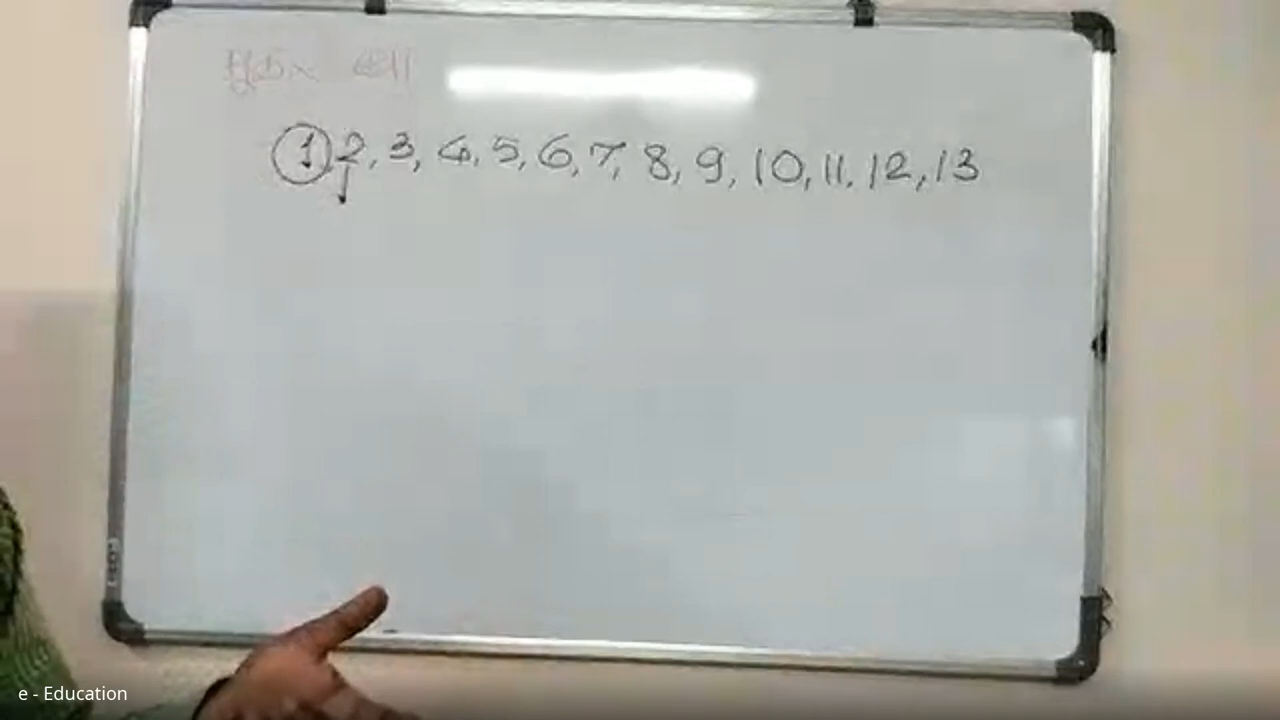 1, 2, 3, 4, 5, 6, 7, 8, 9, 10, 11, 12, 13
e - Education